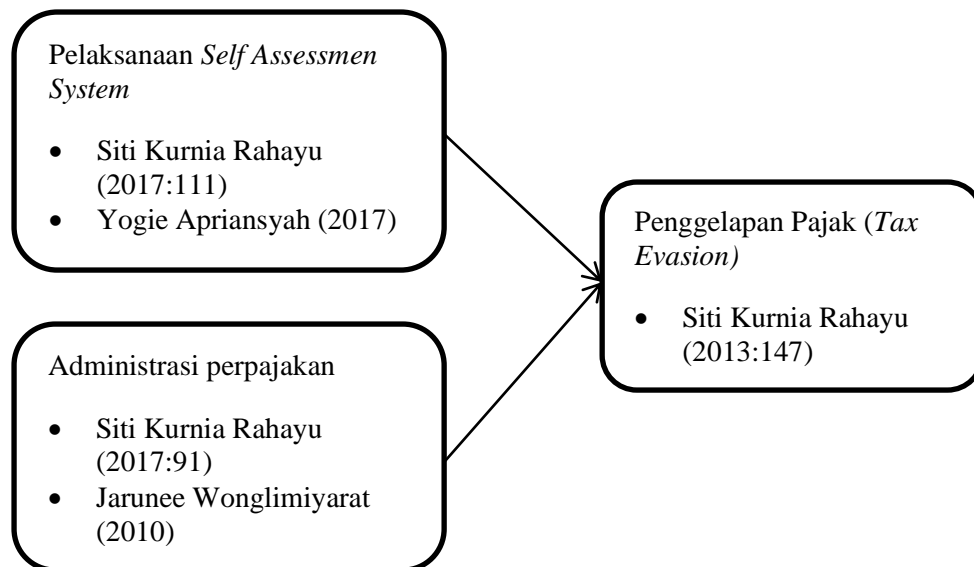 Pelaksanaan Self Assessmen
System
• Siti Kurnia Rahayu
(2017:111)
• Yogie Apriansyah (2017)
Administrasi perpajakan
• Siti Kurnia Rahayu
(2017:91)
• Jarunee Wonglimiyarat
(2010)
Penggelapan Pajak (Tax
Evasion)
• Siti Kurnia Rahayu
(2013:147)